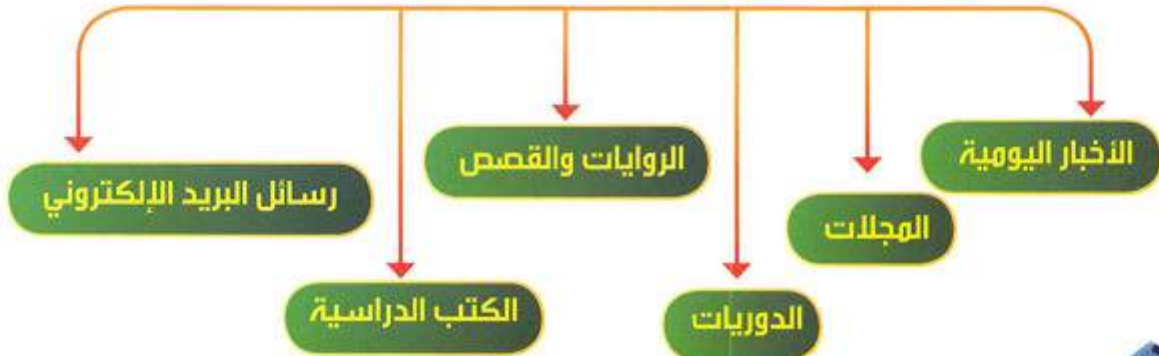 الأخبار اليومية
المجلات
الدوريات
الروايات والقصص
الكتب الدراسية
رسائل البريد الإلكتروني